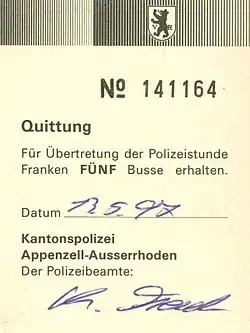 № 141164
Quittung
Für Übertretung der Polizeistunde
Franken FÜNF Busse erhalten.
Datum 13.5.97
Kantonspolizei
Appenzell-Ausserrhoden
Der Polizeibeamte: